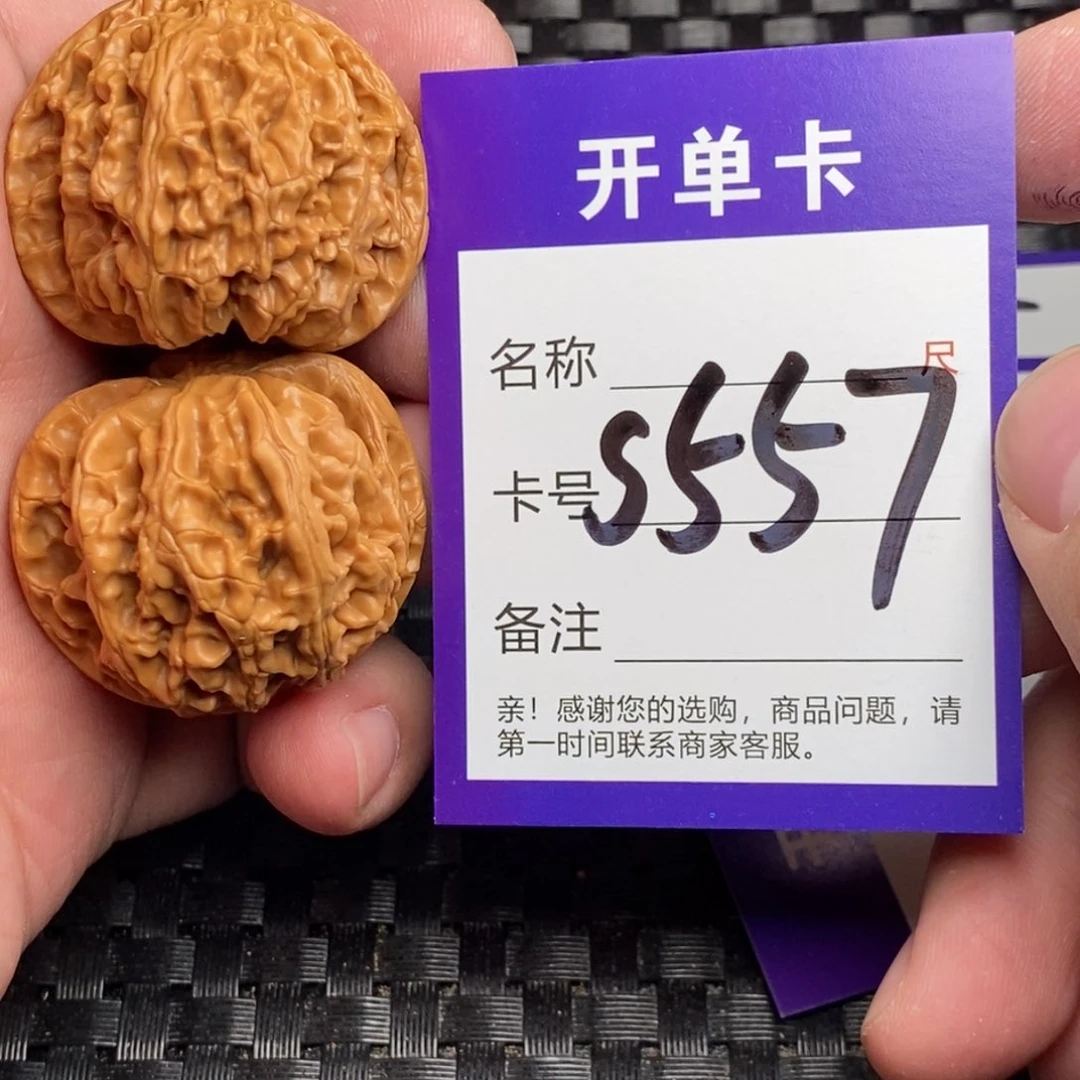 开单卡
名称
尺
卡号 S557
备注
亲！感谢您的选购，商品问题，请
第一时间联系商家客服。